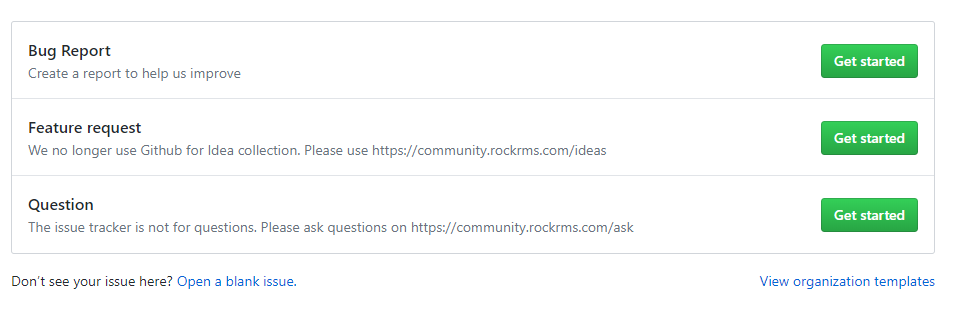 Bug Report
Create a report to help us improve
Get started
Feature request
We no longer use Github for Idea collection. Please use https://community.rockrms.com/ideas
Get started
Question
The issue tracker is not for questions. Please ask questions on https://community.rockrms.com/ask
Get started
Don’t see your issue here? Open a blank issue.
View organization templates